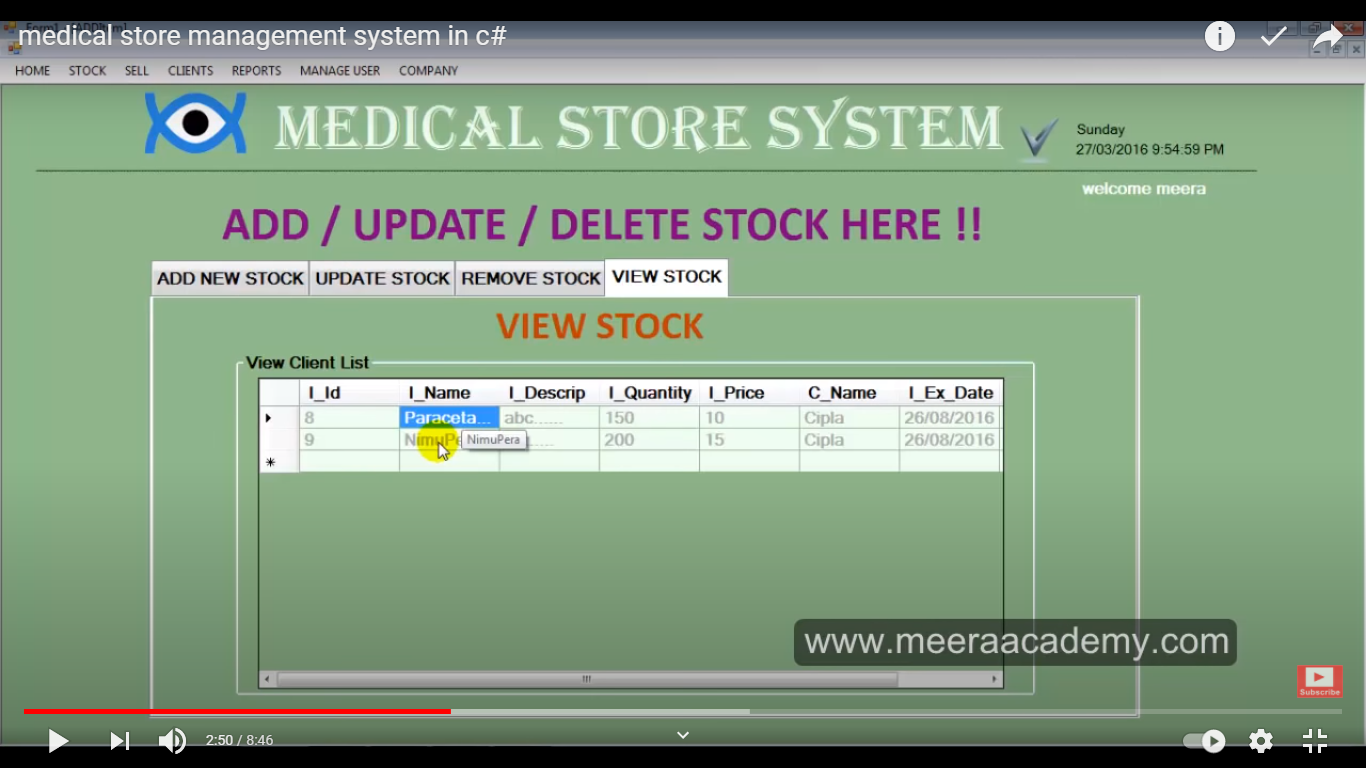 medical store management system in c#
HOME STOCK SELL CLIENTS REPORTS MANAGE USER COMPANY
MEDICAL STORE SYSTEM
Sunday
27/03/2016 9:54:59 PM
welcome meera
ADD / UPDATE / DELETE STOCK HERE !!
ADD NEW STOCK UPDATE STOCK REMOVE STOCK VIEW STOCK
VIEW STOCK
View Client List
I_Id I_Name I_Descrip I_Quantity I_Price C_Name I_Ex_Date
8 Paraceta... abc...... 150 10 Cipla 26/08/2016
9 NimuPe NimuPera 200 15 Cipla 26/08/2016
www.meeraacademy.com
Subscribe
2:50 / 8:46